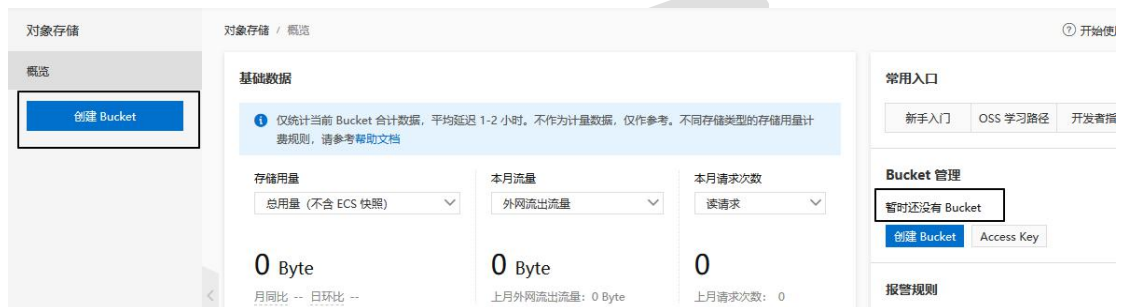 对象存储
对象存储 / 概览
开始使
概览
创建 Bucket
基础数据
仅统计当前 Bucket 合计数据，平均延迟 1-2 小时。不作为计量数据，仅作参考。不同存储类型的存储用量计
费规则，请参考帮助文档
存储用量
本月流量
本月请求次数
总用量（不含 ECS 快照）
外网流出流量
读请求
0 Byte
0 Byte
0
月同比 -- 日环比 --
上月外网流出流量：0 Byte
上月请求次数： 0
常用入口
新手入门
OSS 学习路径
开发者指
Bucket 管理
暂时还没有 Bucket
创建 Bucket
Access Key
报警规则